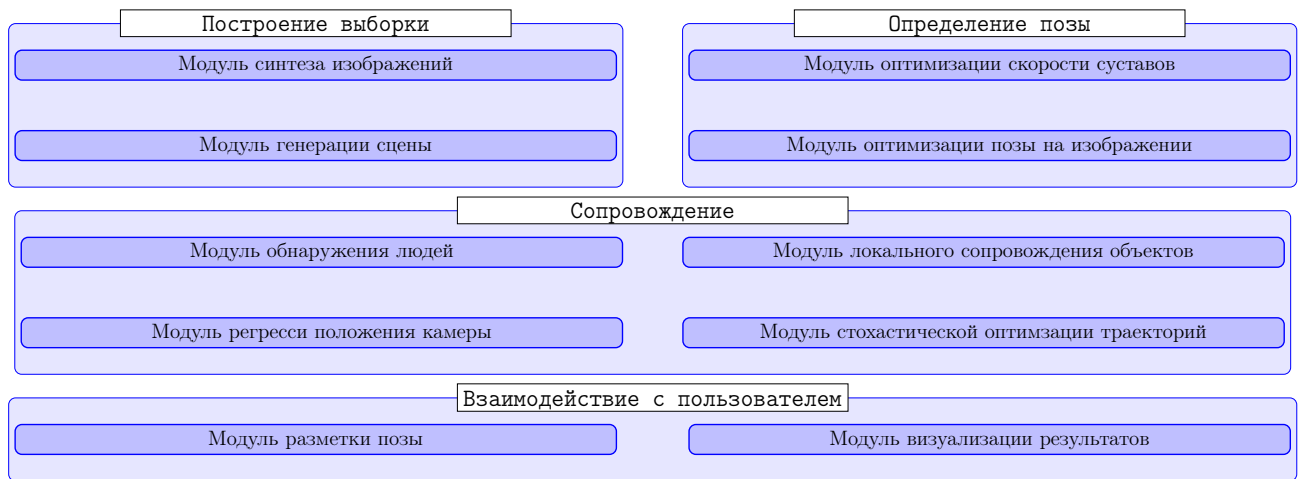 Построение выборки
Модуль синтеза изображений
Модуль генерации сцены
Определение позы
Модуль оптимизации скорости суставов
Модуль оптимизации позы на изображении
Сопровождение
Модуль обнаружения людей
Модуль локального сопровождения объектов
Модуль регресси положения камеры
Модуль стохастической оптимзации траекторий
Взаимодействие с пользователем
Модуль разметки позы
Модуль визуализации результатов